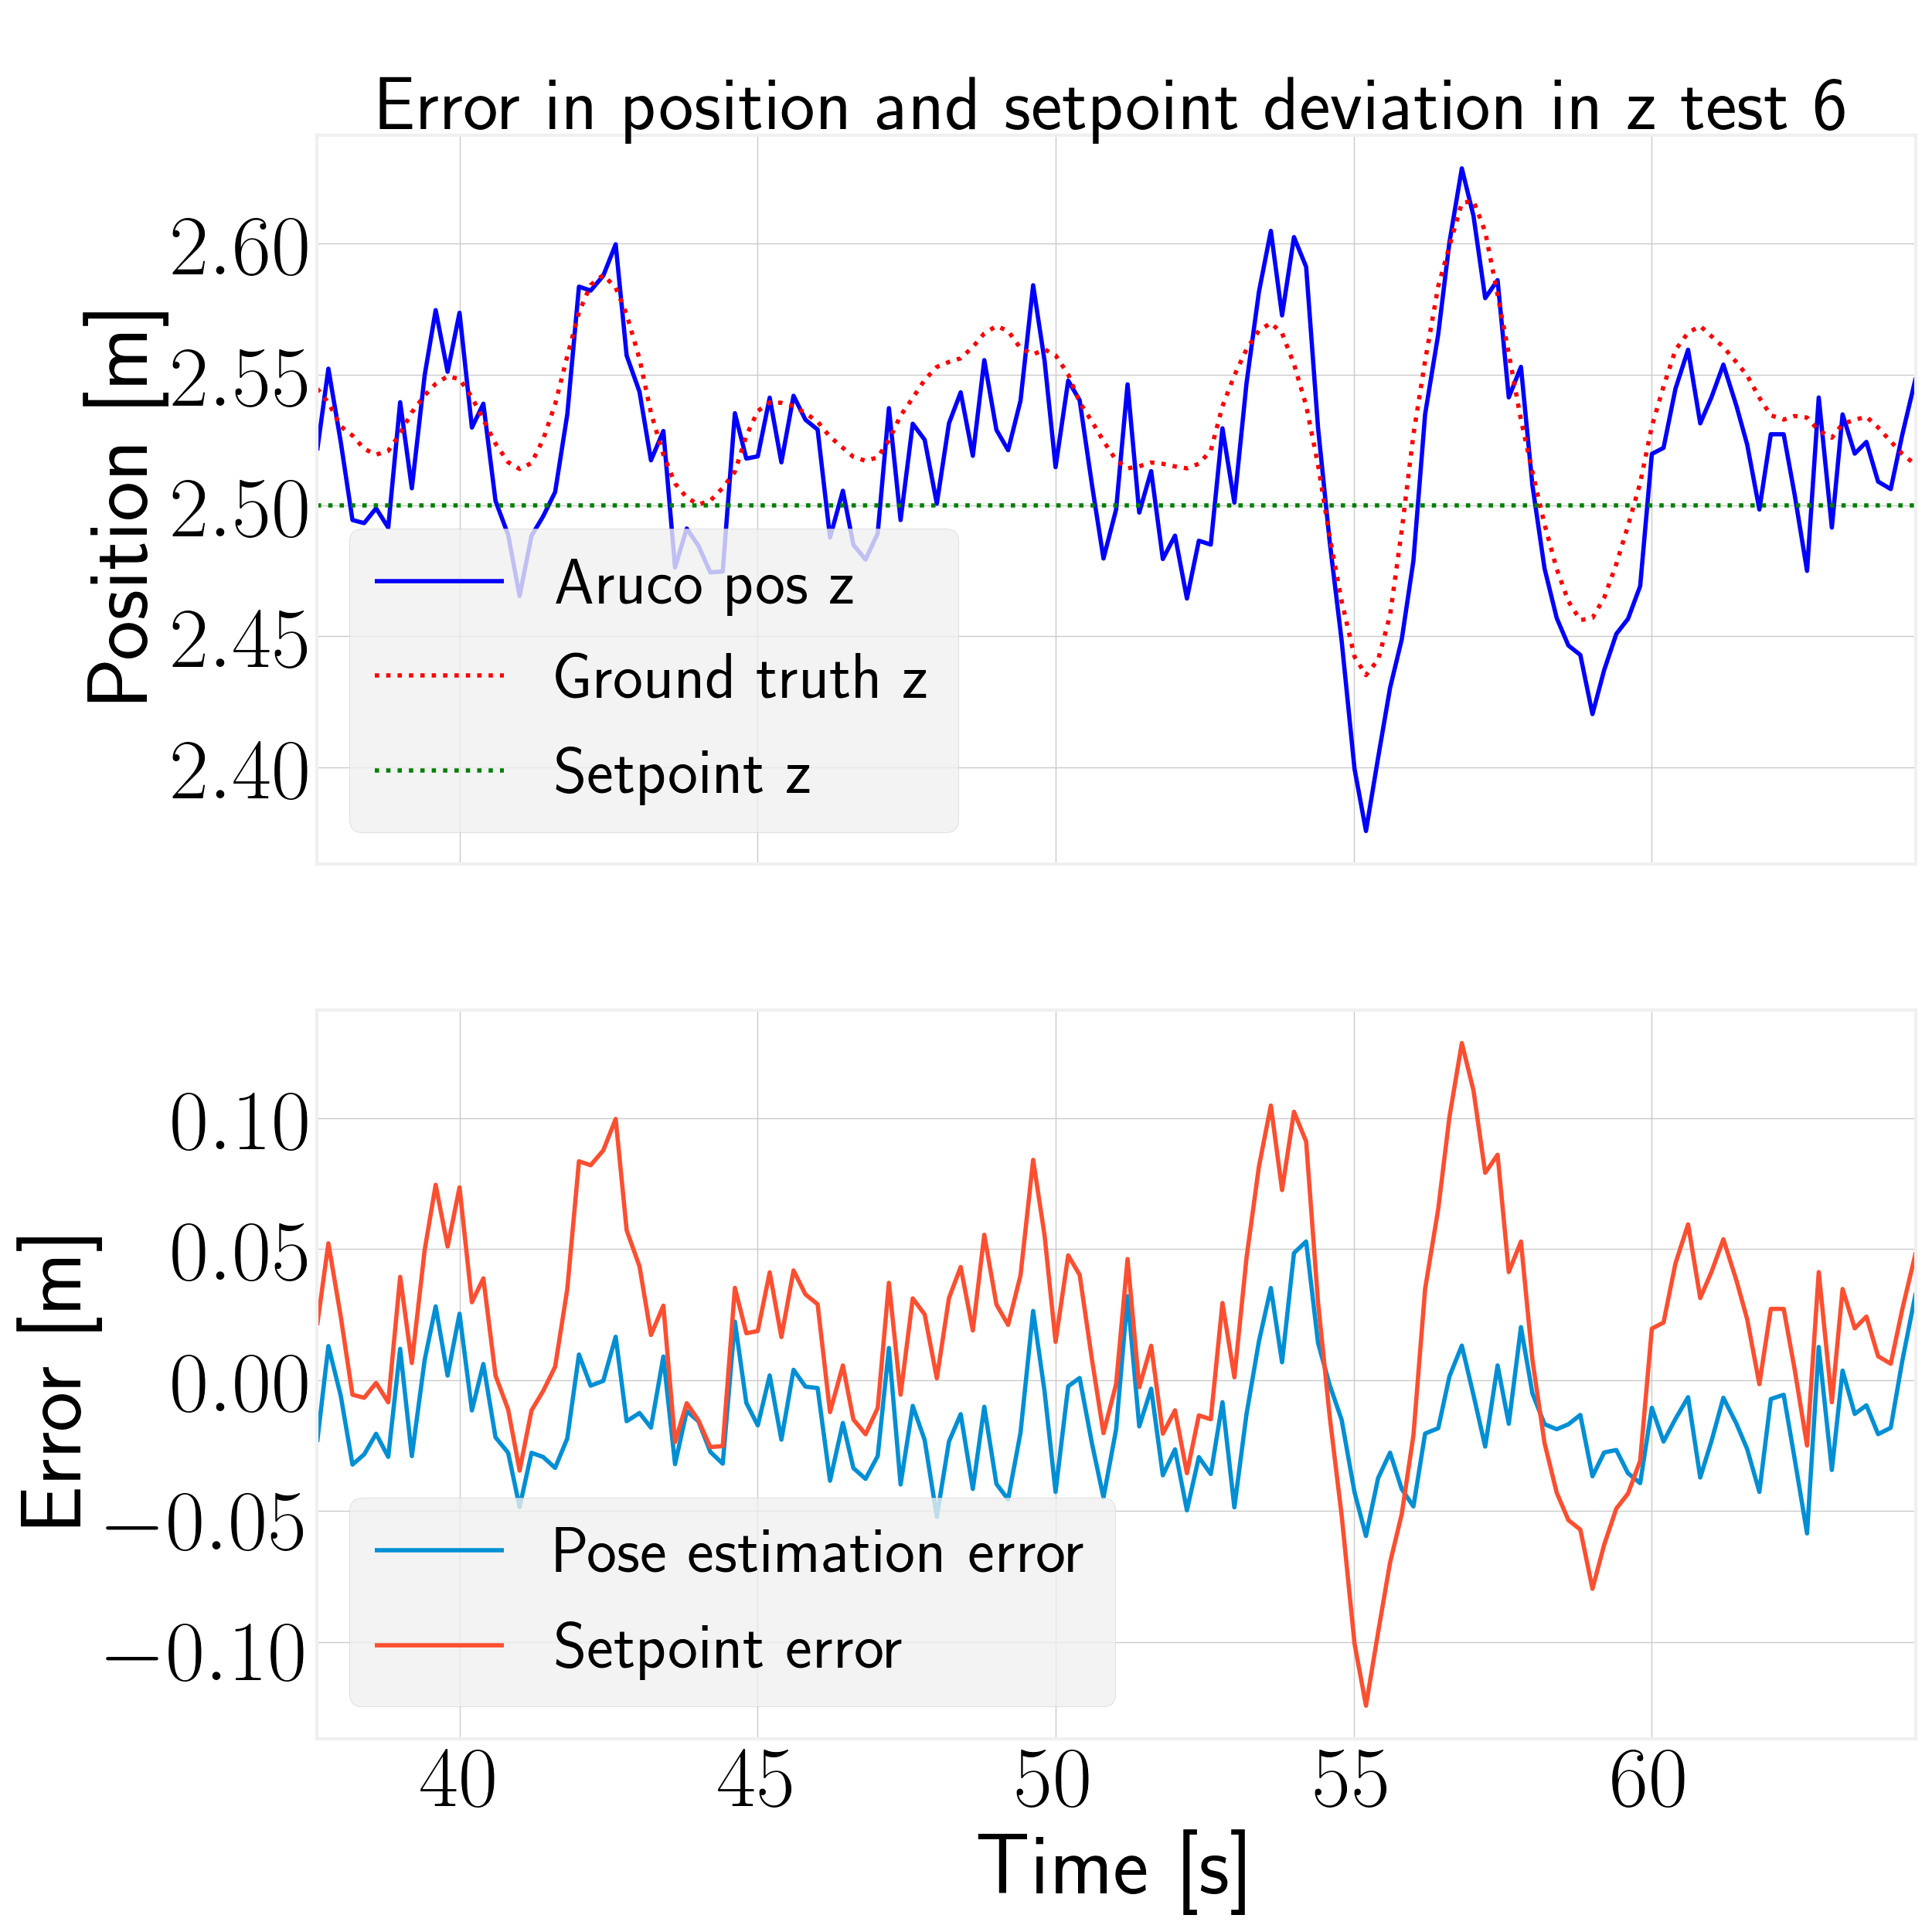 Error in position and setpoint deviation in z test 6
Position [m]
2.60
2.55
2.50
2.45
2.40
Aruco pos z
Ground truth z
Setpoint z
Error [m]
0.10
0.05
0.00
−0.05
−0.10
Pose estimation error
Setpoint error
40 45 50 55 60
Time [s]